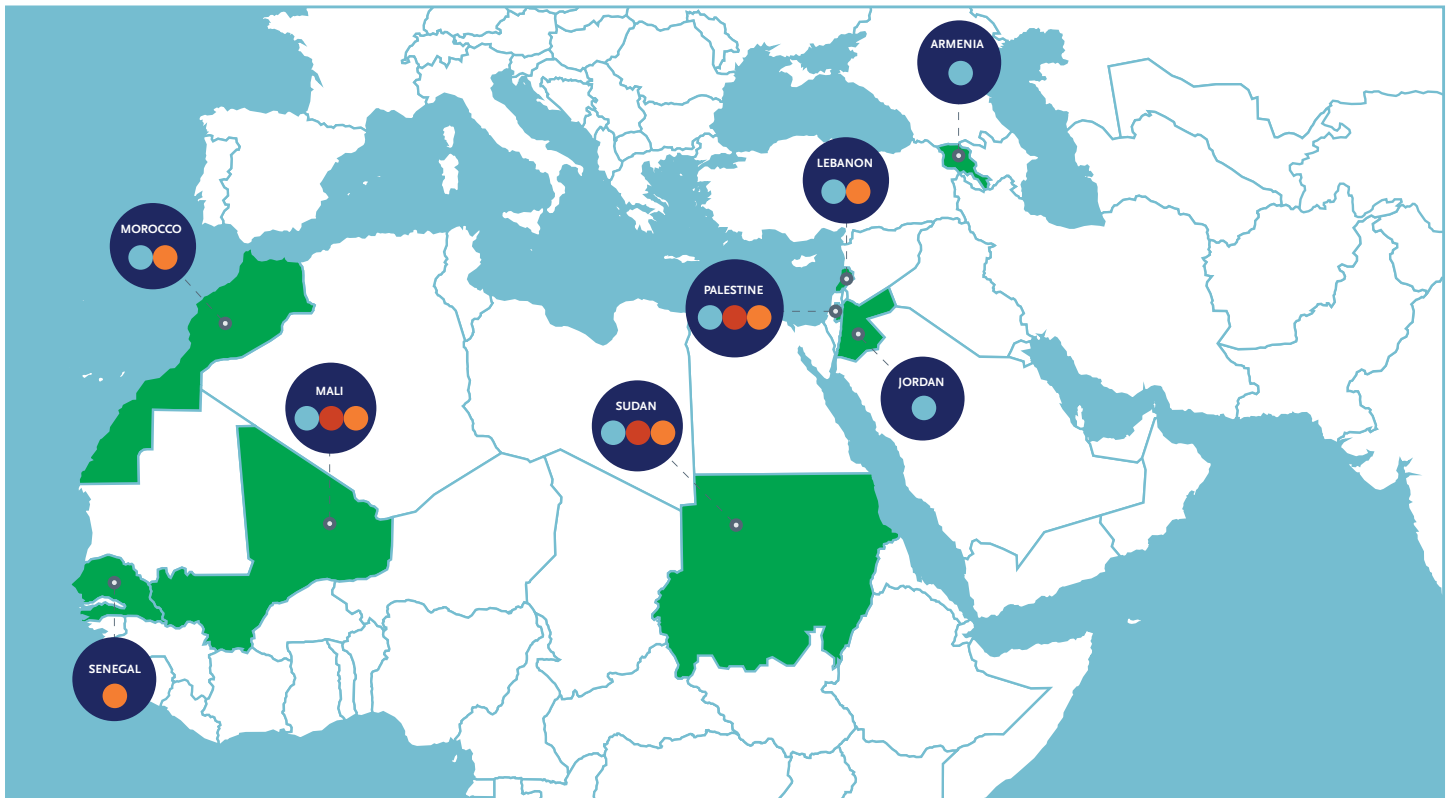 ARMENIA
LEBANON
MOROCCO
PALESTINE
MALI
JORDAN
SUDAN
SENEGAL